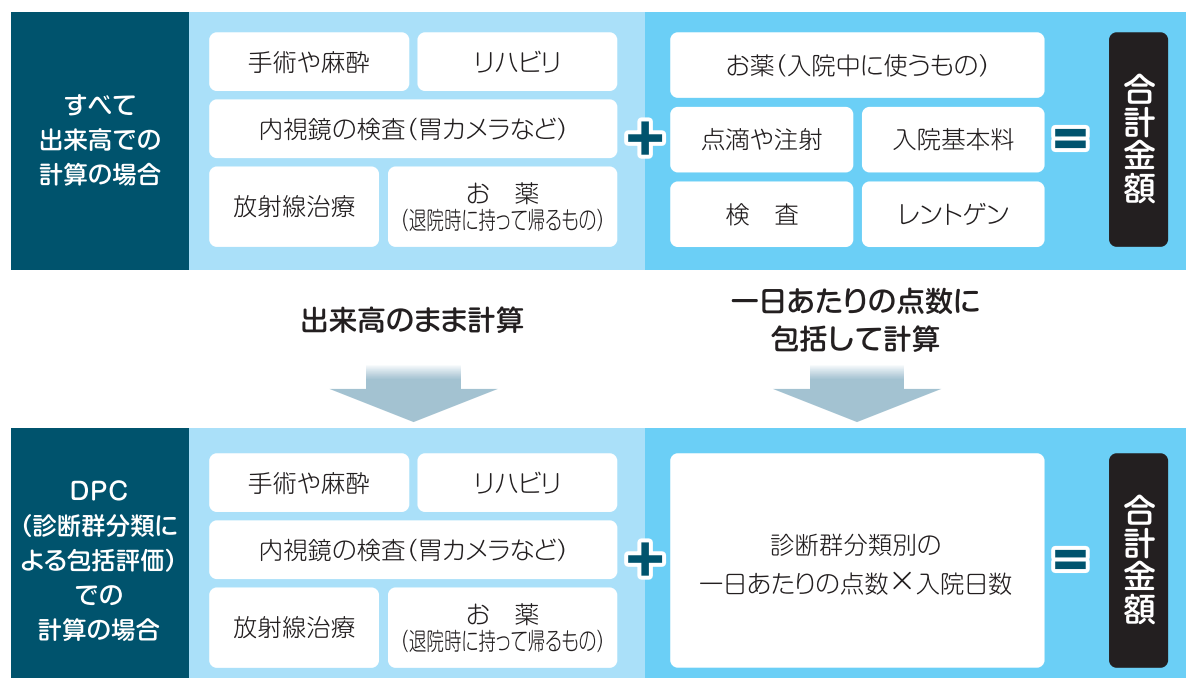 すべて
出来高での
計算の場合
手術や麻酔
リハビリ
内視鏡の検査(胃カメラなど)
放射線治療
お　薬
(退院時に持って帰るもの)
+
お薬(入院中に使うもの)
点滴や注射
入院基本料
検　査
レントゲン
=
合計金額
出来高のまま計算
一日あたりの点数に
包括して計算
DPC
(診断群分類に
よる包括評価)
での
計算の場合
手術や麻酔
リハビリ
内視鏡の検査(胃カメラなど)
放射線治療
お　薬
(退院時に持って帰るもの)
+
診断群分類別の
一日あたりの点数×入院日数
=
合計金額